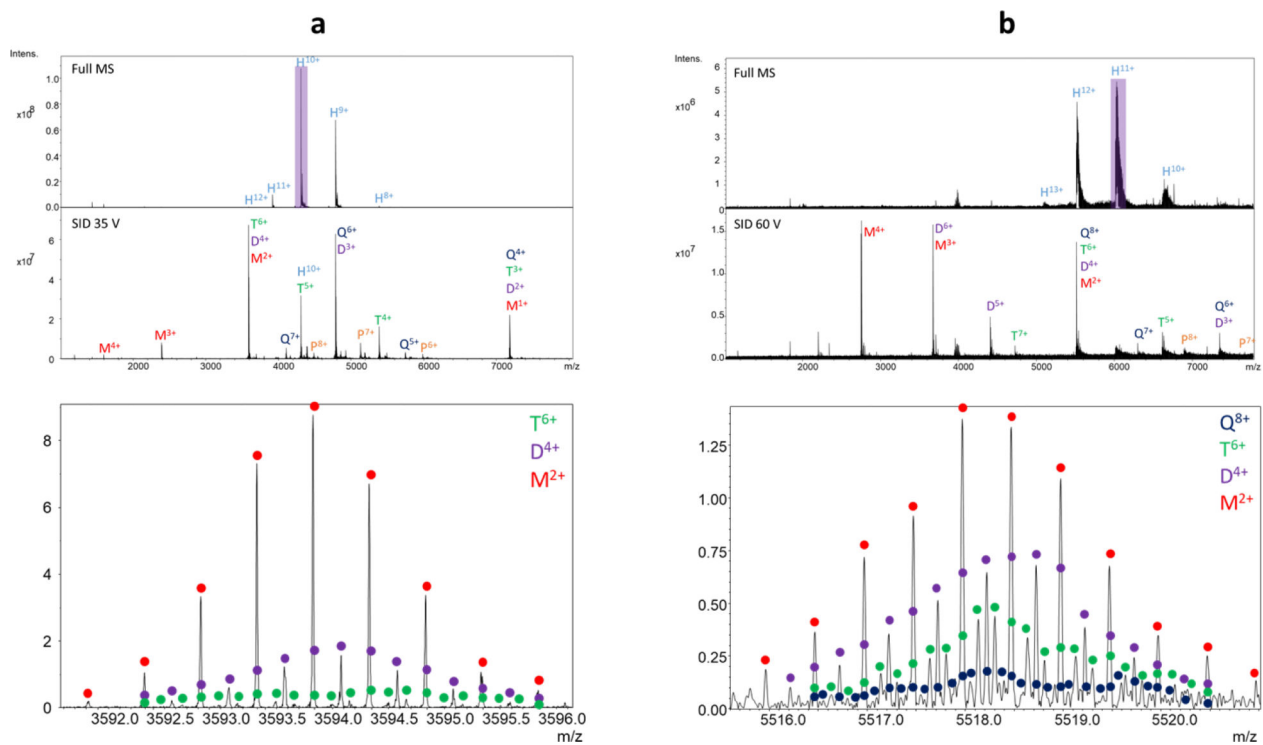 a
Intens.
Full MS
H10+
1.0
x10^8
0.8
0.6
H9+
0.4
0.2
H12+
H11+
H8+
0.0
SID 35 V
T6+
D4+
M2+
Q6+
D3+
Q4+
T3+
D2+
M1+
6
x10^7
H10+
T5+
4
T4+
2
M4+
M3+
Q7+
P8+
P7+
Q5+
P6+
0
2000 3000 4000 5000 6000 7000 m/z
T6+
D4+
M2+
8
6
4
2
0
3592.0 3592.5 3593.0 3593.5 3594.0 3594.5 3595.0 3595.5 3596.0
m/z
b
Intens.
Full MS
6
H11+
5
H12+
x10^6
4
3
2
H10+
1
H13+
SID 60 V
1.5
M4+
D6+
M3+
Q8+
T6+
D4+
M2+
x10^7
1.0
Q6+
D3+
0.5
D5+
T7+
Q7+
T5+
P8+
P7+
0.0
2000 3000 4000 5000 6000 7000 m/z
Q8+
T6+
D4+
M2+
1.25
1.00
0.75
0.50
0.25
0.00
5516.0 5517.0 5518.0 5519.0 5520.0
m/z